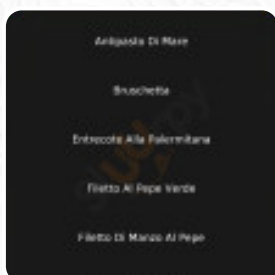 Antipasto Di Mare
Bruschetta
Entrecote Alla Palermitana
Filetto Al Pepe Verde
Filetto Di Manzo Al Pepe